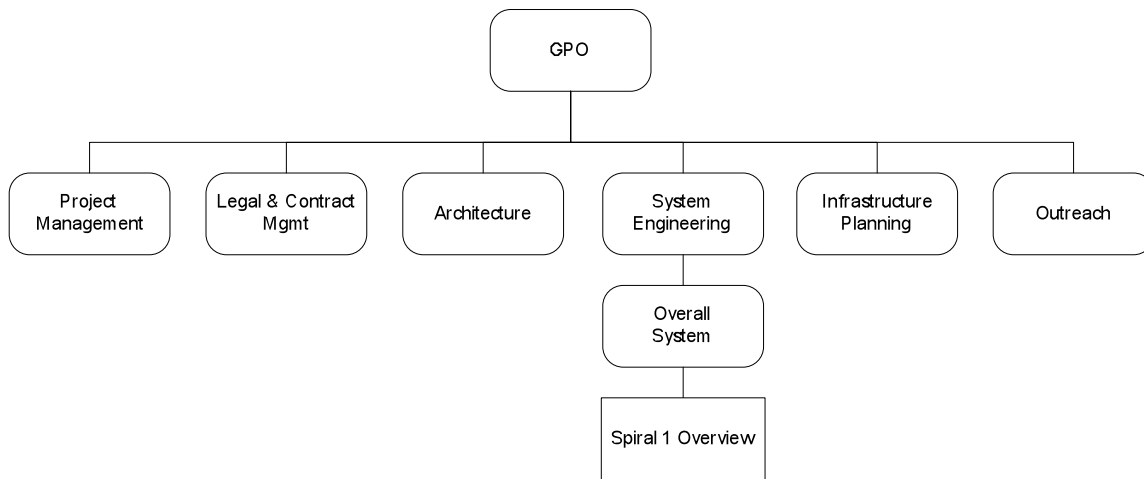 GPO
Project
Management
Legal & Contract
Mgmt
Architecture
System
Engineering
Infrastructure
Planning
Outreach
Overall
System
Spiral 1 Overview